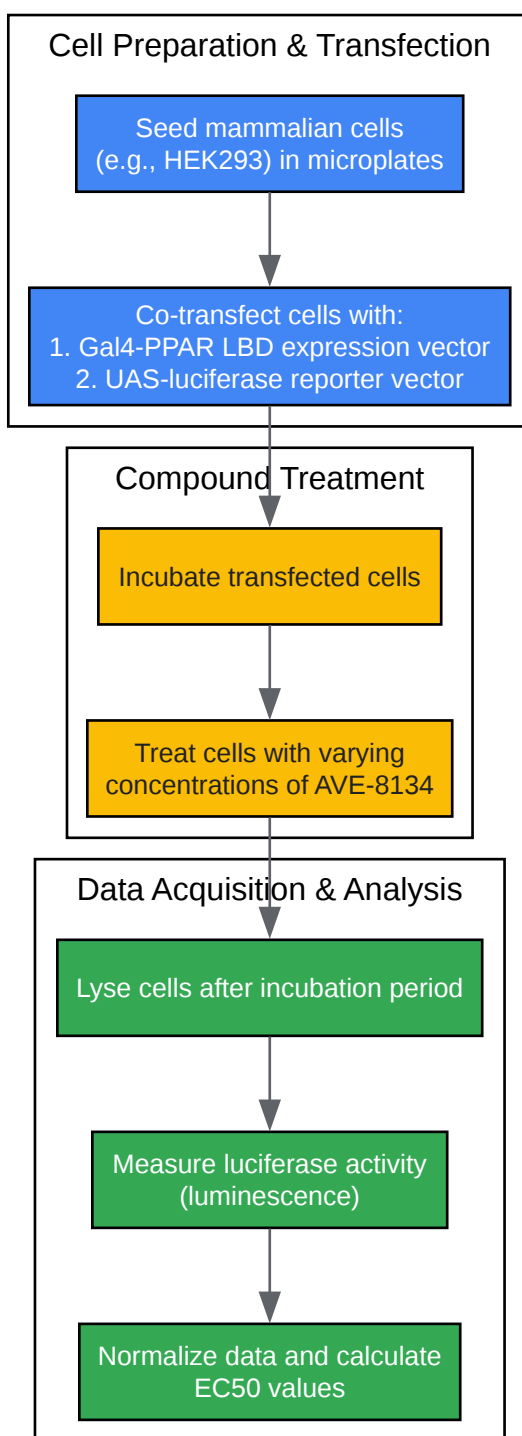 Cell Preparation & Transfection
Seed mammalian cells
(e.g., HEK293) in microplates
Co-transfect cells with:
1. Gal4-PPAR LBD expression vector
2. UAS-luciferase reporter vector
Compound Treatment
Incubate transfected cells
Treat cells with varying
concentrations of AVE-8134
Data Acquisition & Analysis
Lyse cells after incubation period
Measure luciferase activity
(luminescence)
Normalize data and calculate
EC50 values